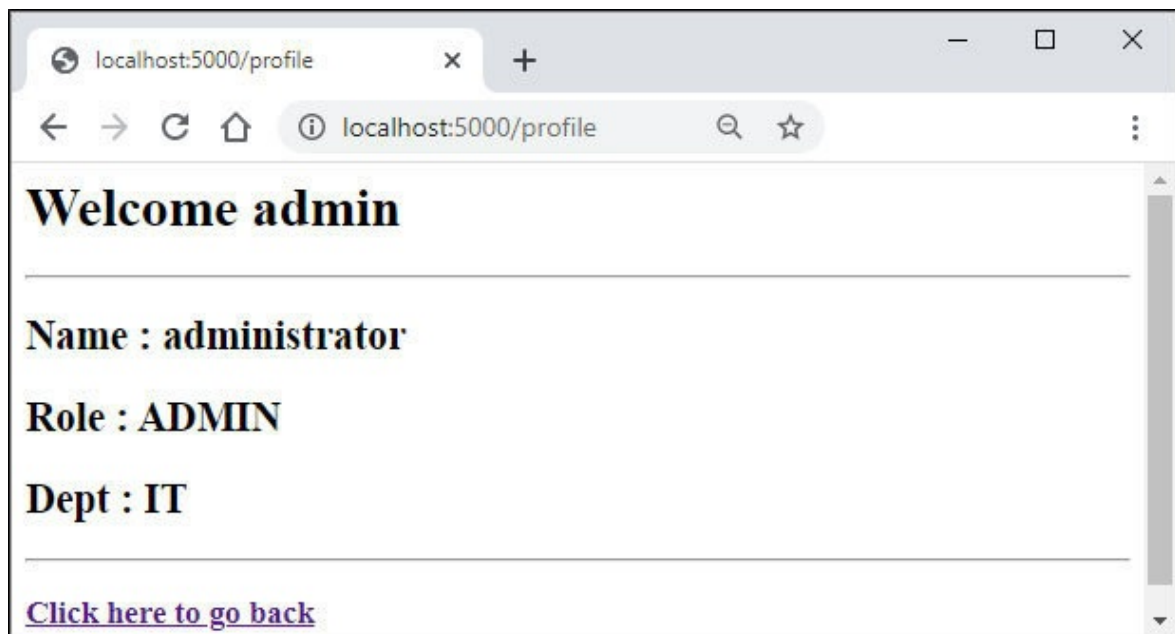 localhost:5000/profile
localhost:5000/profile
Welcome admin
Name : administrator
Role : ADMIN
Dept : IT
Click here to go back